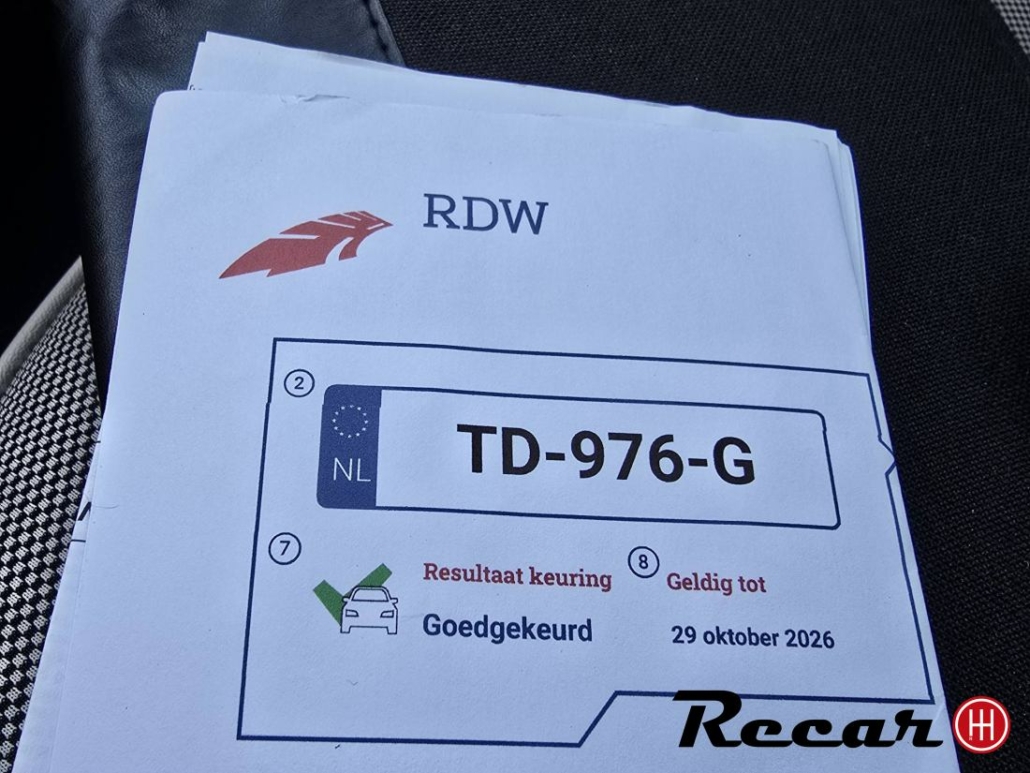 RDW
2
NL
TD-976-G
7
Resultaat keuring
8
Geldig tot
Goedgekeurd
29 oktober 2026
Recar